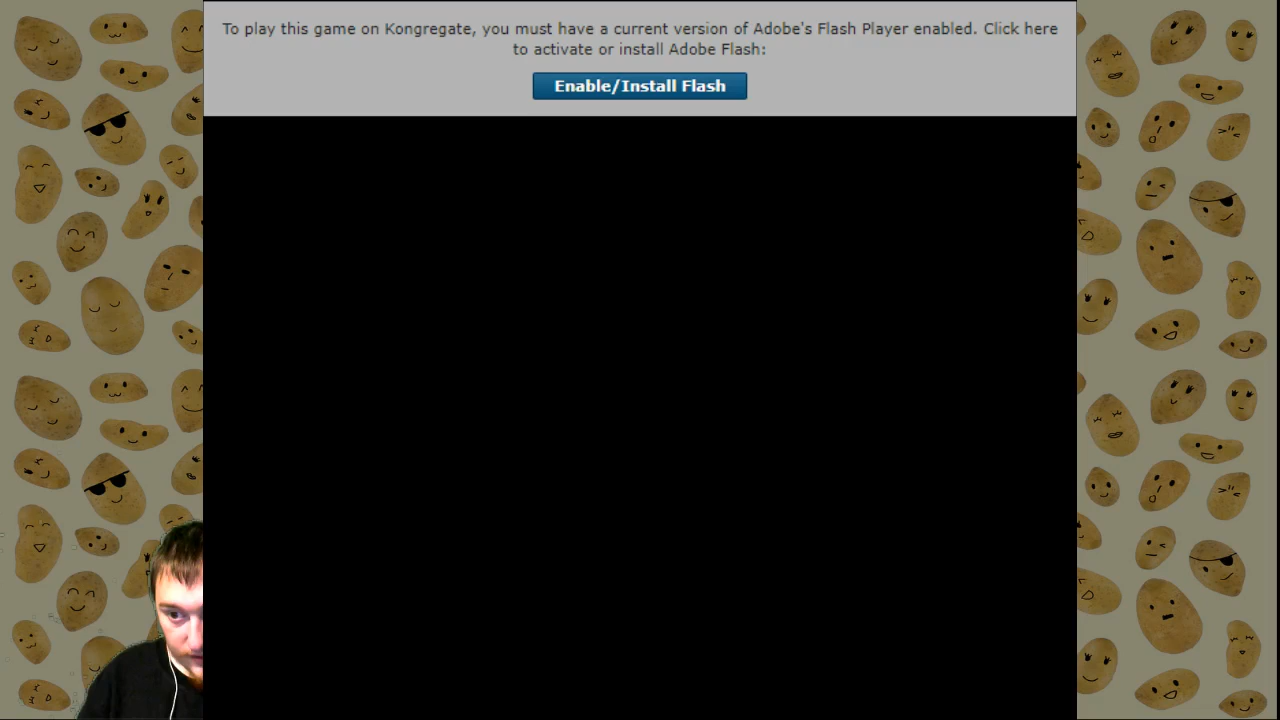 To play this game on Kongregate, you must have a current version of Adobe's Flash Player enabled. Click here
to activate or install Adobe Flash:
Enable/Install Flash